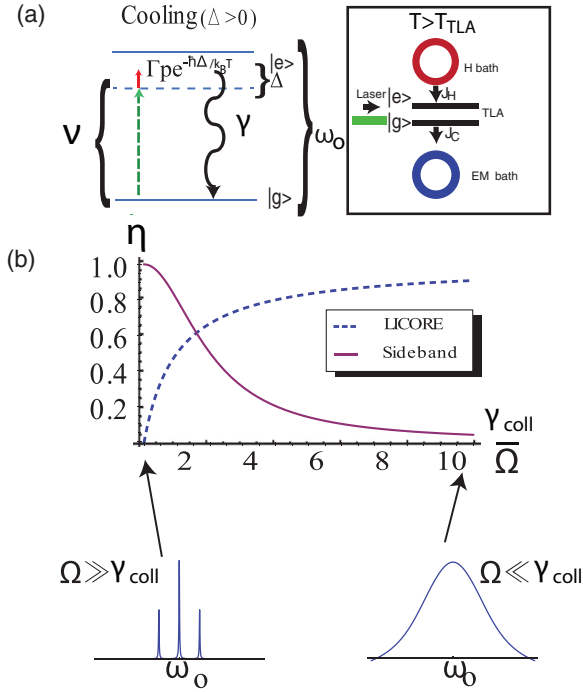 (a)
Cooling(Δ>0)
Γpe^-ħΔ/k_BT
|e>
Δ
ν
γ
ω_o
|g>
T>T_TLA
H bath
J_H
Laser
|e>
TLA
|g>
J_C
EM bath
(b)
η
1.0
0.8
0.6
0.4
0.2
LICORE
Sideband
2 4 6 8 10
γ_coll
Ω
Ω≫γ_coll
Ω≪γ_coll
ω_o
ω_o